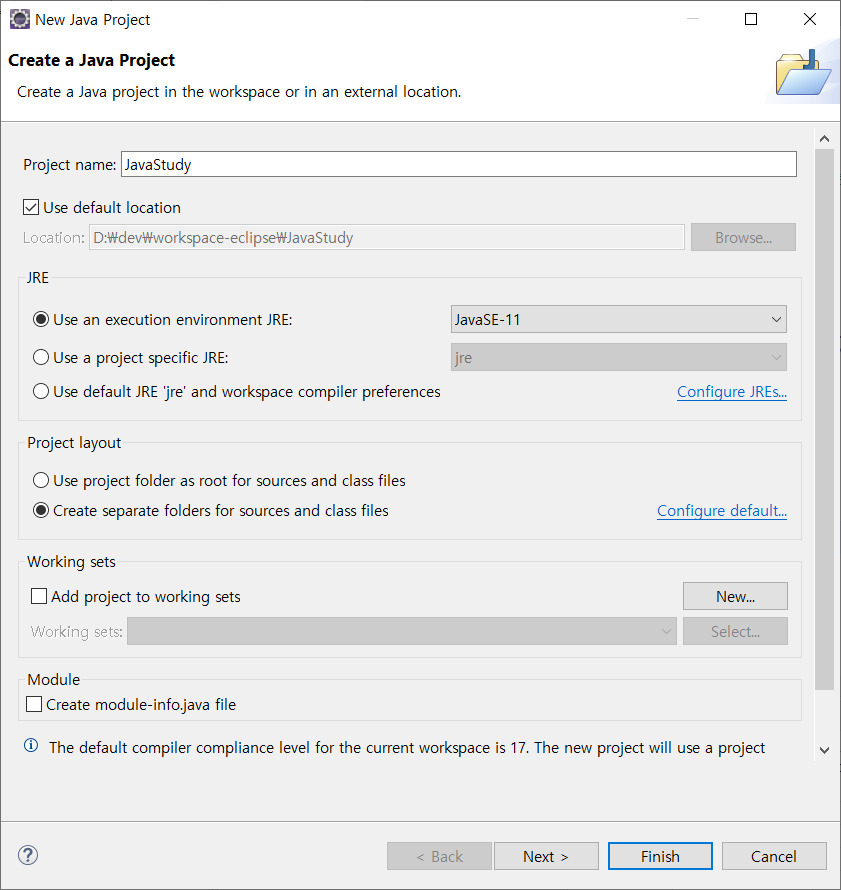 New Java Project
Create a Java Project
Create a Java project in the workspace or in an external location.
Project name: JavaStudy
Use default location
Location: D:₩dev₩workspace-eclipse₩JavaStudy Browse...
JRE
Use an execution environment JRE: JavaSE-11
Use a project specific JRE: jre
Use default JRE 'jre' and workspace compiler preferences Configure JREs...
Project layout
Use project folder as root for sources and class files
Create separate folders for sources and class files Configure default...
Working sets
Add project to working sets New...
Working sets: Select...
Module
Create module-info.java file
The default compiler compliance level for the current workspace is 17. The new project will use a project
? < Back Next > Finish Cancel